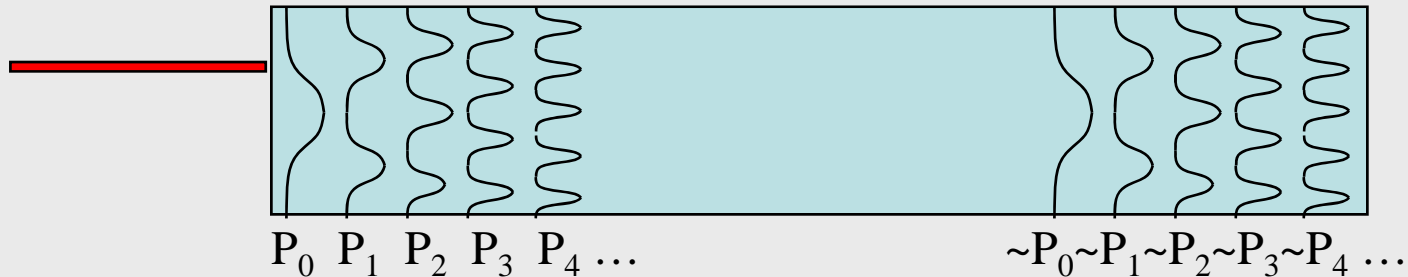 P₀ P₁ P₂ P₃ P₄ … ~P₀~P₁~P₂~P₃~P₄ …